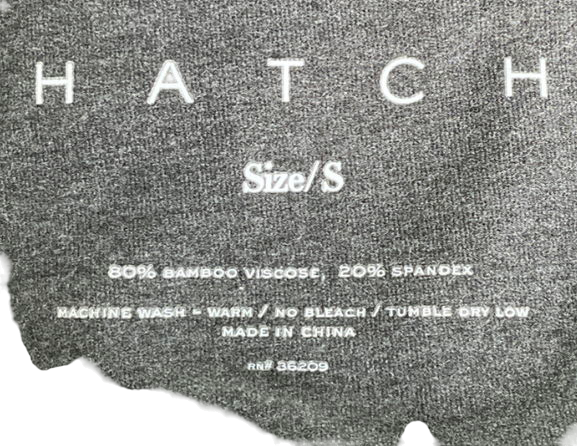 HATCH
Size/S
80% BAMBOO VISCOSE, 20% SPANDEX
MACHINE WASH - WARM / NO BLEACH / TUMBLE DRY LOW
MADE IN CHINA
RN# 36209